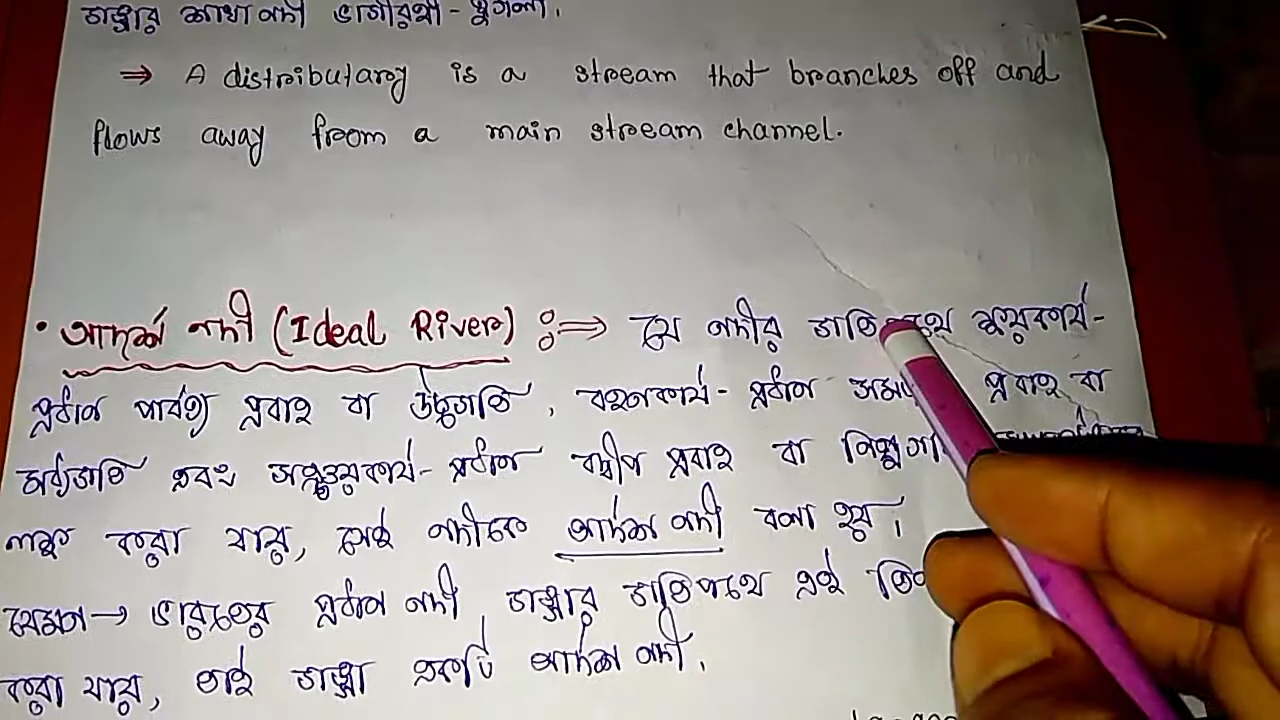 গঙ্গার শাখানদী ভাগীরথী-হুগলী।
⇒ A distributary is a stream that branches off and
flows away from a main stream channel.
• আদর্শ নদী (Ideal River) :⇒ যে নদীর গতিপথে ক্ষয়কার্য-
প্রধান পার্বত্য প্রবাহ বা উচ্চগতি, বহনকার্য-প্রধান প্রবাহ বা
মধ্যগতি এবং সঞ্চয়কার্য-প্রধান বদ্বীপ প্রবাহ বা
লক্ষ করা যায়, সেই নদীকে আদর্শ নদী বলা হয়।
যেমন → ভারতের প্রধান নদী গঙ্গার গতিপথে এই
করা যায়, তাই গঙ্গা একটি আদর্শ নদী।